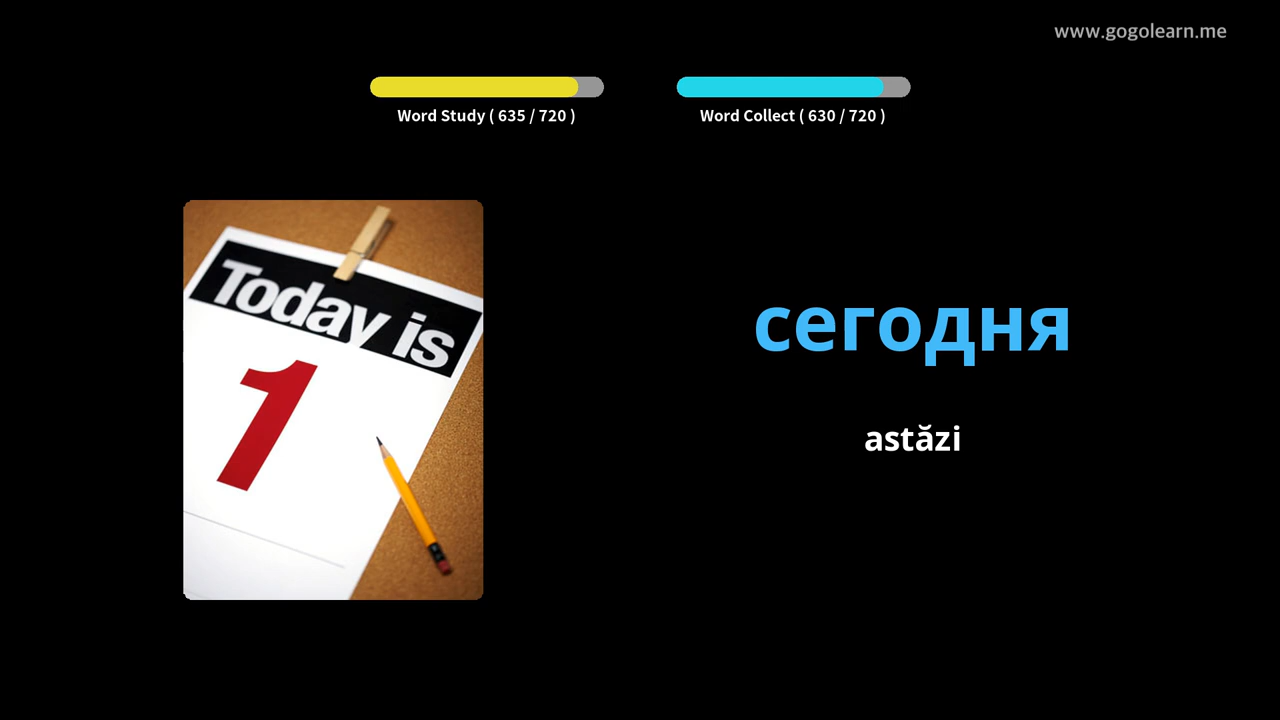 www.gogolearn.me
Word Study ( 635 / 720 )
Word Collect ( 630 / 720 )
Today is
1
сегодня
astăzi